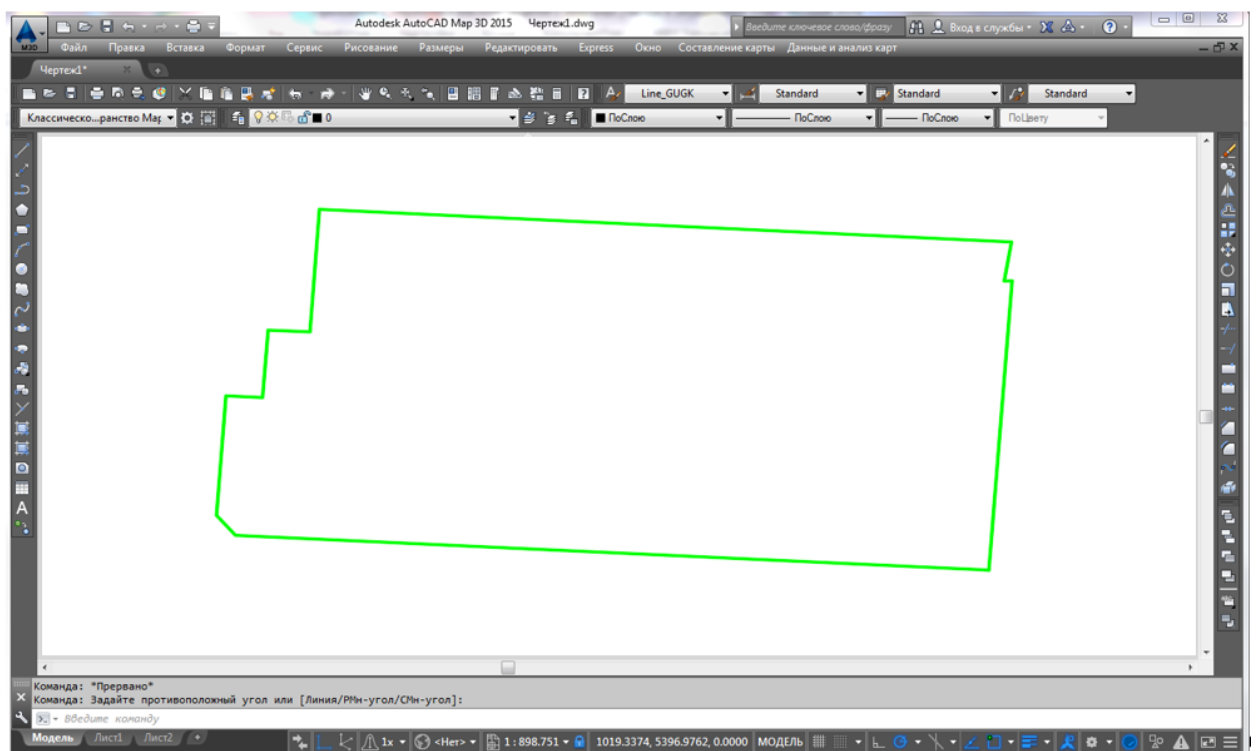 Autodesk AutoCAD Map 3D 2015 Чертеж1.dwg Введите ключевое слово/фразу Вход в службы
M3D Файл Правка Вставка Формат Сервис Рисование Размеры Редактировать Express Окно Составление карты Данные и анализ карт
Чертеж1*
Line_GUGK Standard Standard Standard
Классическо...ранство Map 0 ПоСлою ПоСлою ПоСлою ПоЦвету
Команда: *Прервано*
Команда: Задайте противоположный угол или [Линия/РМн-угол/СМн-угол]:
Введите команду
Модель Лист1 Лист2 + 1x <Нет> 1:898.751 1019.3374, 5396.9762, 0.0000 МОДЕЛЬ